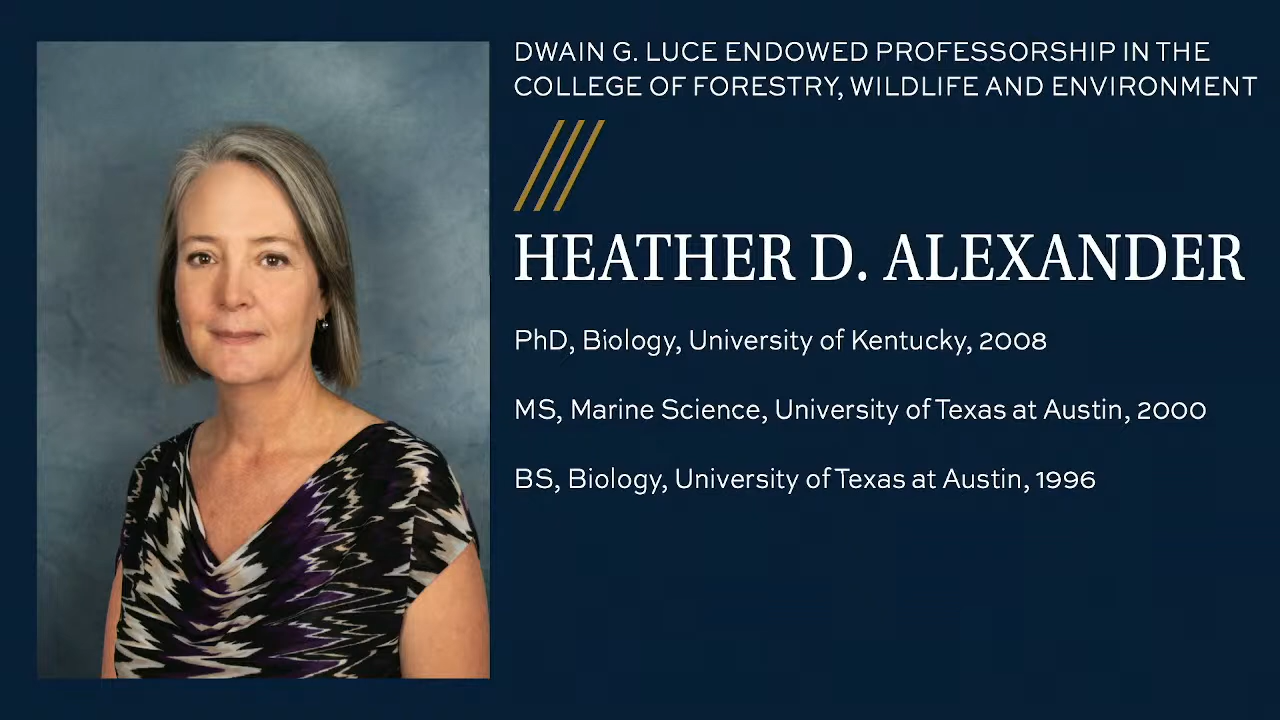 DWAIN G. LUCE ENDOWED PROFESSORSHIP IN THE
COLLEGE OF FORESTRY, WILDLIFE AND ENVIRONMENT
HEATHER D. ALEXANDER
PhD, Biology, University of Kentucky, 2008
MS, Marine Science, University of Texas at Austin, 2000
BS, Biology, University of Texas at Austin, 1996